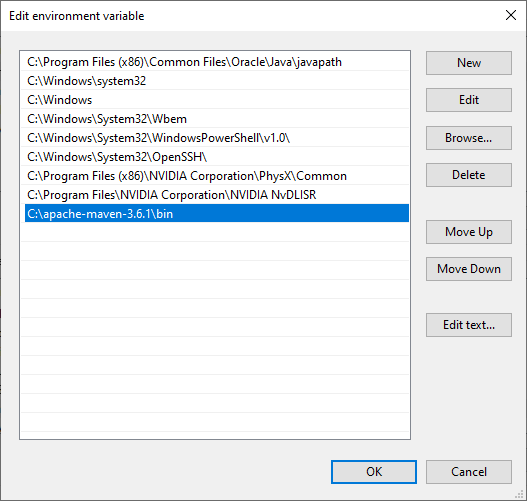 Edit environment variable
C:\Program Files (x86)\Common Files\Oracle\Java\javapath
C:\Windows\system32
C:\Windows
C:\Windows\System32\Wbem
C:\Windows\System32\WindowsPowerShell\v1.0\
C:\Windows\System32\OpenSSH\
C:\Program Files (x86)\NVIDIA Corporation\PhysX\Common
C:\Program Files\NVIDIA Corporation\NVIDIA NvDLISR
C:\apache-maven-3.6.1\bin
New
Edit
Browse...
Delete
Move Up
Move Down
Edit text...
OK
Cancel